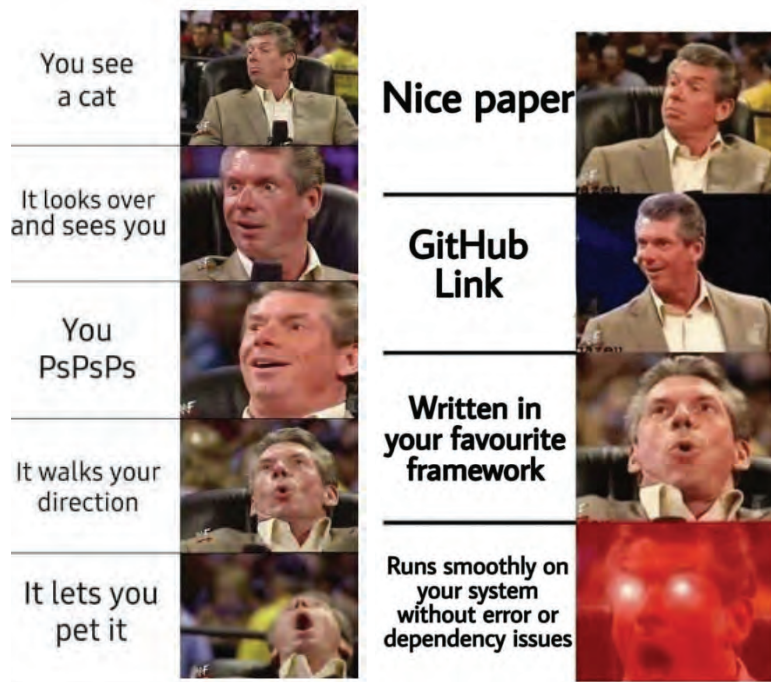 You see
a cat
It looks over
and sees you
You
PsPsPs
It walks your
direction
It lets you
pet it
Nice paper
GitHub
Link
Written in
your favourite
framework
Runs smoothly on
your system
without error or
dependency issues